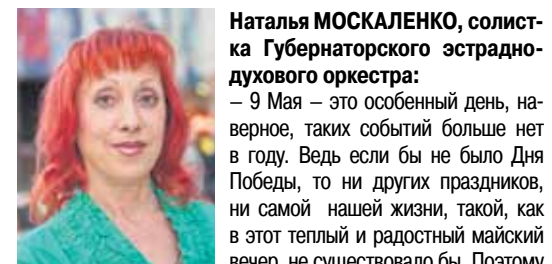 Наталья МОСКАЛЕНКО, солист-
ка Губернаторского эстрадно-
духового оркестра:
– 9 Мая – это особенный день, на-
верное, таких событий больше нет
в году. Ведь если бы не было Дня
Победы, то ни других праздников,
ни самой нашей жизни, такой, как
в этот теплый и радостный майский
вечер, не существовало бы. Поэтому